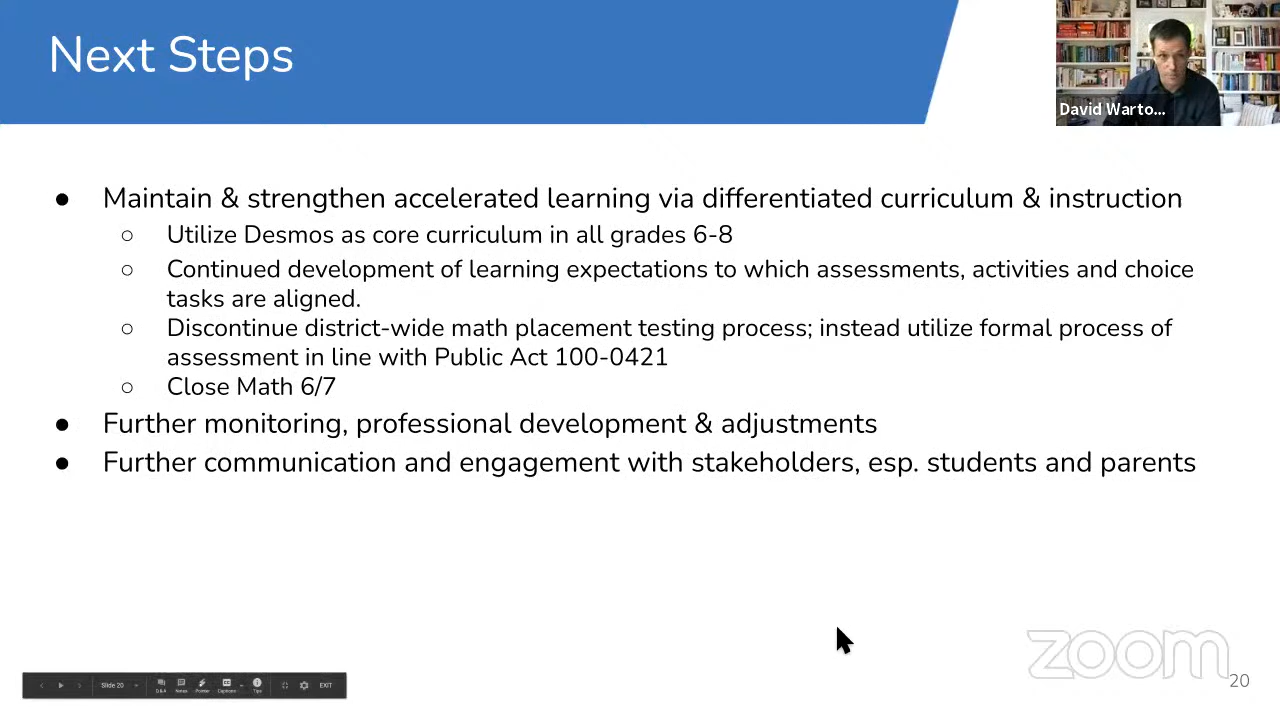 Next Steps
David Warto...
● Maintain & strengthen accelerated learning via differentiated curriculum & instruction
○ Utilize Desmos as core curriculum in all grades 6-8
○ Continued development of learning expectations to which assessments, activities and choice
tasks are aligned.
○ Discontinue district-wide math placement testing process; instead utilize formal process of
assessment in line with Public Act 100-0421
○ Close Math 6/7
● Further monitoring, professional development & adjustments
● Further communication and engagement with stakeholders, esp. students and parents
zoom
20
Slide 20
Q&A
Notes
Pointer
Captions
Tips
EXIT